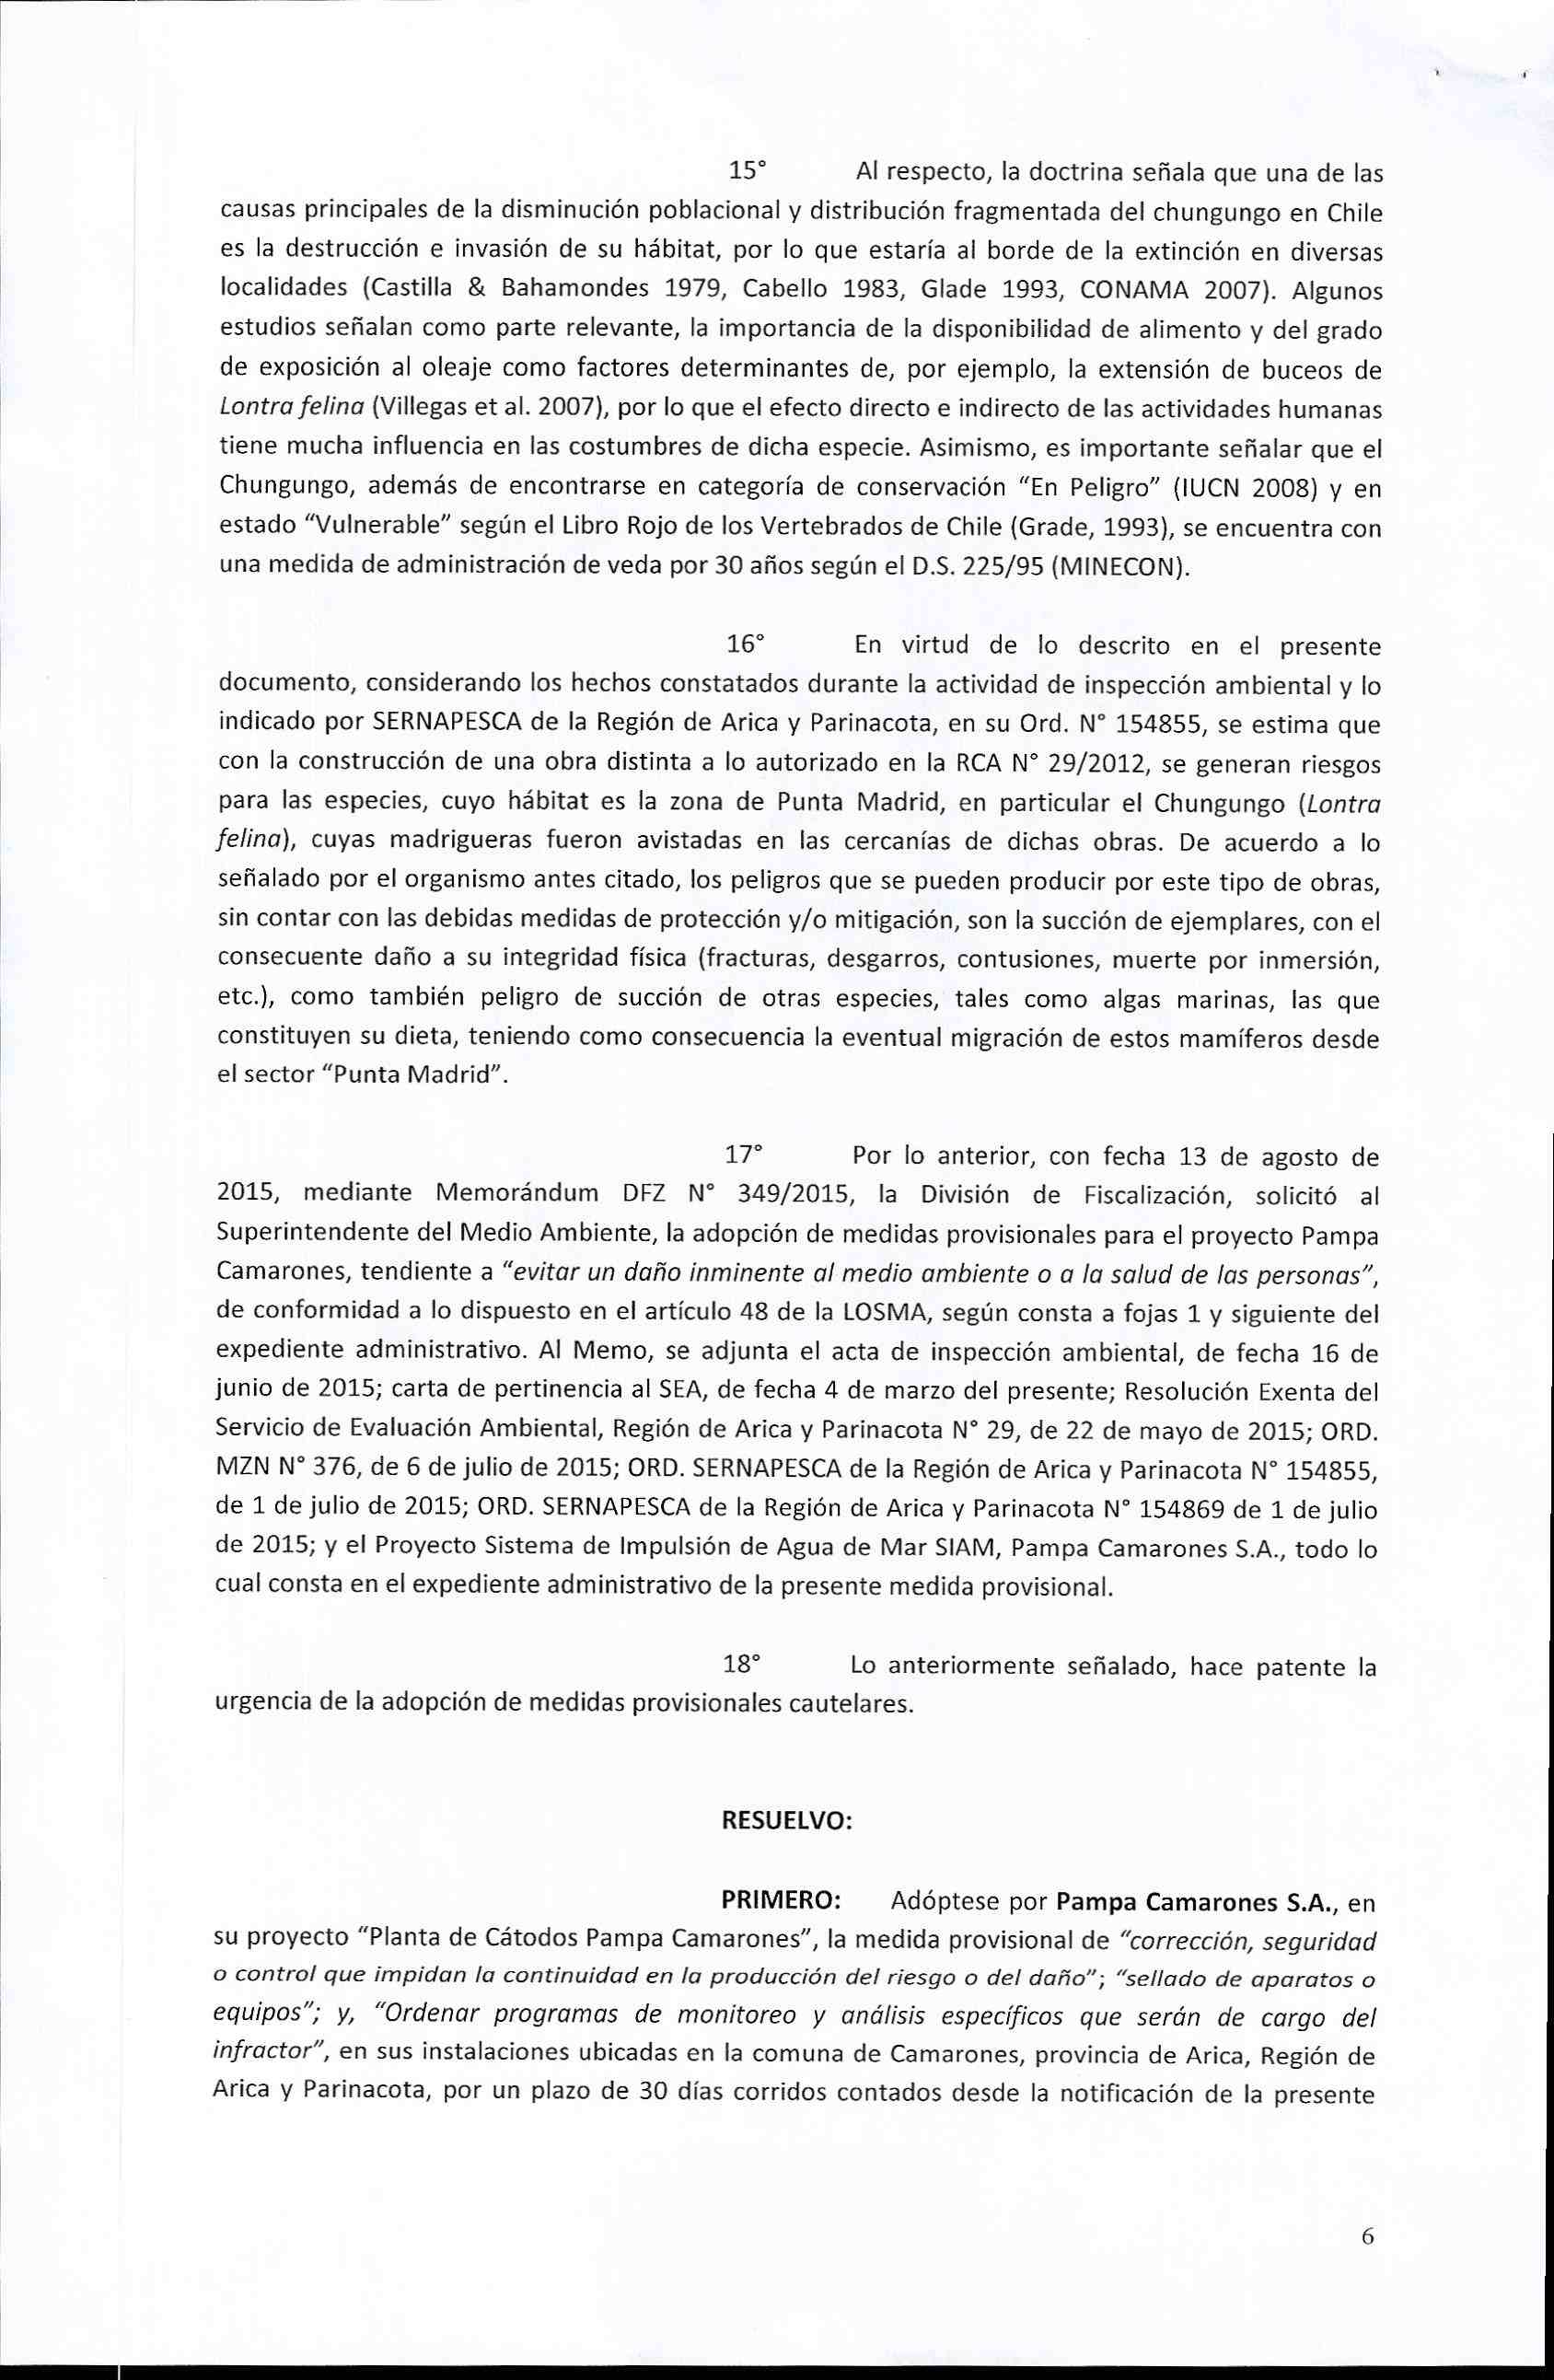 15° Al respecto, la doctrina señala que una de las
causas principales de la disminución poblacional y distribución fragmentada del chungungo en Chile
es la destrucción e invasión de su hábitat, por lo que estaría al borde de la extinción en diversas
localidades (Castilla & Bahamondes 1979, Cabello 1983, Glade 1993, CONAMA 2007). Algunos
estudios señalan como parte relevante, la importancia de la disponibilidad de alimento y del grado
de exposición al oleaje como factores determinantes de, por ejemplo, la extensión de buceos de
Lontra felina (Villegas et al. 2007), por lo que el efecto directo e indirecto de las actividades humanas
tiene mucha influencia en las costumbres de dicha especie. Asimismo, es importante señalar que el
Chungungo, además de encontrarse en categoría de conservación "En Peligro" (IUCN 2008) y en
estado "Vulnerable" según el Libro Rojo de los Vertebrados de Chile (Grade, 1993), se encuentra con
una medida de administración de veda por 30 años según el D.S. 225/95 (MINECON).
16° En virtud de lo descrito en el presente
documento, considerando los hechos constatados durante la actividad de inspección ambiental y lo
indicado por SERNAPESCA de la Región de Arica y Parinacota, en su Ord. N° 154855, se estima que
con la construcción de una obra distinta a lo autorizado en la RCA N° 29/2012, se generan riesgos
para las especies, cuyo hábitat es la zona de Punta Madrid, en particular el Chungungo (Lontra
felina), cuyas madrigueras fueron avistadas en las cercanías de dichas obras. De acuerdo a lo
señalado por el organismo antes citado, los peligros que se pueden producir por este tipo de obras,
sin contar con las debidas medidas de protección y/o mitigación, son la succión de ejemplares, con el
consecuente daño a su integridad física (fracturas, desgarros, contusiones, muerte por inmersión,
etc.), como también peligro de succión de otras especies, tales como algas marinas, las que
constituyen su dieta, teniendo como consecuencia la eventual migración de estos mamíferos desde
el sector "Punta Madrid".
17° Por lo anterior, con fecha 13 de agosto de
2015, mediante Memorándum DFZ N° 349/2015, la División de Fiscalización, solicitó al
Superintendente del Medio Ambiente, la adopción de medidas provisionales para el proyecto Pampa
Camarones, tendiente a "evitar un daño inminente al medio ambiente o a la salud de las personas",
de conformidad a lo dispuesto en el artículo 48 de la LOSMA, según consta a fojas 1 y siguiente del
expediente administrativo. Al Memo, se adjunta el acta de inspección ambiental, de fecha 16 de
junio de 2015; carta de pertinencia al SEA, de fecha 4 de marzo del presente; Resolución Exenta del
Servicio de Evaluación Ambiental, Región de Arica y Parinacota N° 29, de 22 de mayo de 2015; ORD.
MZN N° 376, de 6 de julio de 2015; ORD. SERNAPESCA de la Región de Arica y Parinacota N° 154855,
de 1 de julio de 2015; ORD. SERNAPESCA de la Región de Arica y Parinacota N° 154869 de 1 de julio
de 2015; y el Proyecto Sistema de Impulsión de Agua de Mar SIAM, Pampa Camarones S.A., todo lo
cual consta en el expediente administrativo de la presente medida provisional.
18° Lo anteriormente señalado, hace patente la
urgencia de la adopción de medidas provisionales cautelares.
RESUELVO:
PRIMERO: Adóptese por Pampa Camarones S.A., en
su proyecto "Planta de Cátodos Pampa Camarones", la medida provisional de "corrección, seguridad
o control que impidan la continuidad en la producción del riesgo o del daño"; "sellado de aparatos o
equipos"; y, "Ordenar programas de monitoreo y análisis específicos que serán de cargo del
infractor", en sus instalaciones ubicadas en la comuna de Camarones, provincia de Arica, Región de
Arica y Parinacota, por un plazo de 30 días corridos contados desde la notificación de la presente
6